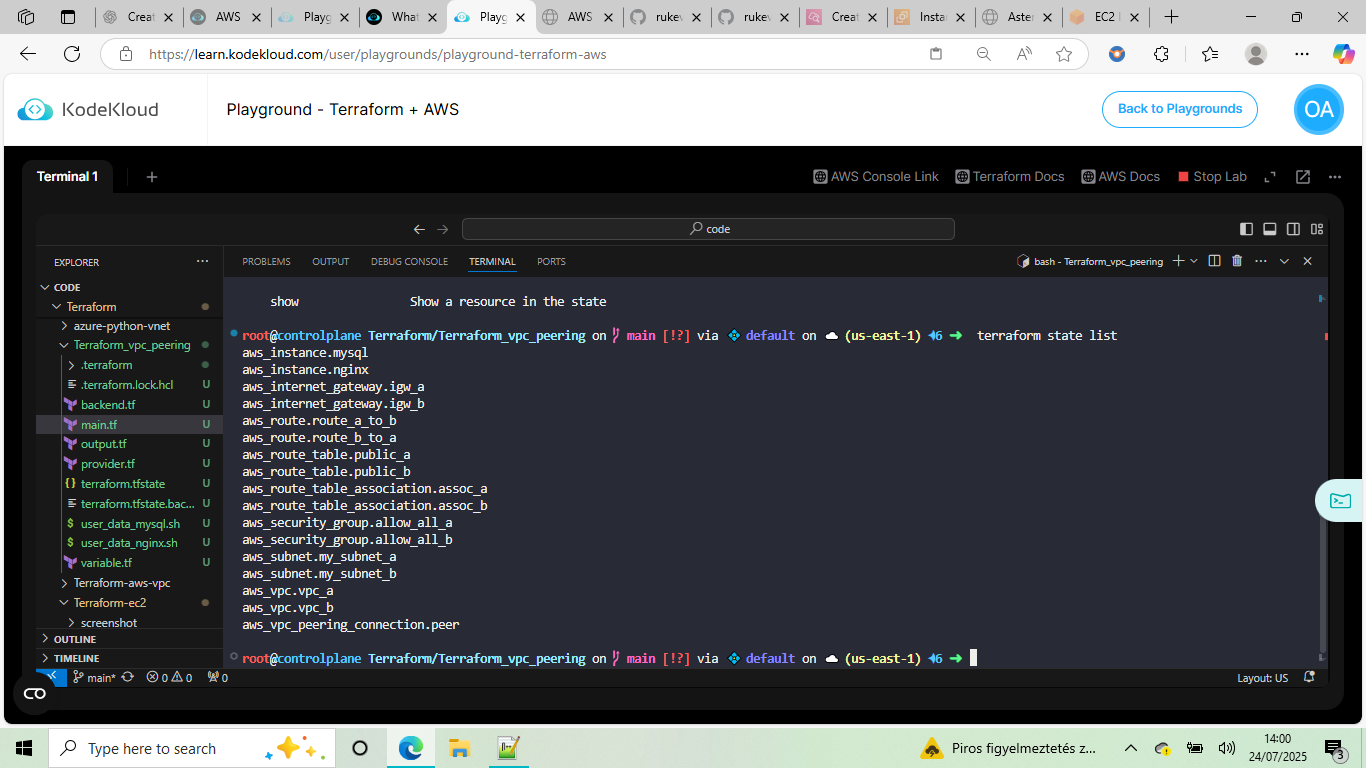 Creat
AWS
Playg
What
Playg
AWS
rukev
rukev
Creat
Insta
Aster
EC2
https://learn.kodekloud.com/user/playgrounds/playground-terraform-aws
KodeKloud
Playground - Terraform + AWS
Back to Playgrounds
OA
Terminal 1
AWS Console Link
Terraform Docs
AWS Docs
Stop Lab
code
EXPLORER
PROBLEMS
OUTPUT
DEBUG CONSOLE
TERMINAL
PORTS
bash - Terraform_vpc_peering
CODE
Terraform
azure-python-vnet
Terraform_vpc_peering
.terraform
.terraform.lock.hcl U
backend.tf U
main.tf U
output.tf U
provider.tf U
terraform.tfstate U
terraform.tfstate.bac... U
$ user_data_mysql.sh U
$ user_data_nginx.sh U
variable.tf U
Terraform-aws-vpc
Terraform-ec2
screenshot
OUTLINE
TIMELINE
show Show a resource in the state
root@controlplane Terraform/Terraform_vpc_peering on main [!?] via default on (us-east-1) 6 ➜ terraform state list
aws_instance.mysql
aws_instance.nginx
aws_internet_gateway.igw_a
aws_internet_gateway.igw_b
aws_route.route_a_to_b
aws_route.route_b_to_a
aws_route_table.public_a
aws_route_table.public_b
aws_route_table_association.assoc_a
aws_route_table_association.assoc_b
aws_security_group.allow_all_a
aws_security_group.allow_all_b
aws_subnet.my_subnet_a
aws_subnet.my_subnet_b
aws_vpc.vpc_a
aws_vpc.vpc_b
aws_vpc_peering_connection.peer
root@controlplane Terraform/Terraform_vpc_peering on main [!?] via default on (us-east-1) 6 ➜
main*
0 0
0
Layout: US
Type here to search
Piros figyelmeztetés z...
14:00
24/07/2025
3